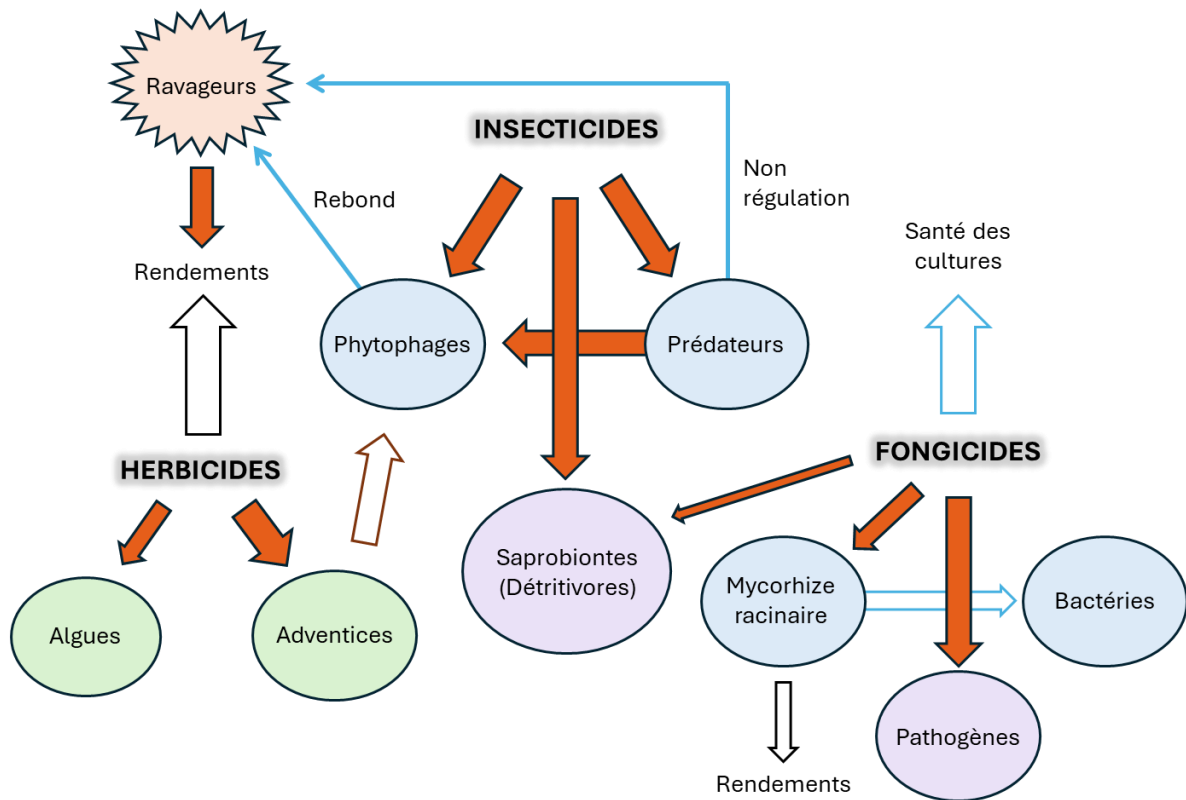 Ravageurs
INSECTICIDES
Non
régulation
Rebond
Santé des
cultures
Rendements
Phytophages
Prédateurs
HERBICIDES
FONGICIDES
Saprobiontes
(Détritivores)
Mycorhize
racinaire
Bactéries
Algues
Adventices
Pathogènes
Rendements